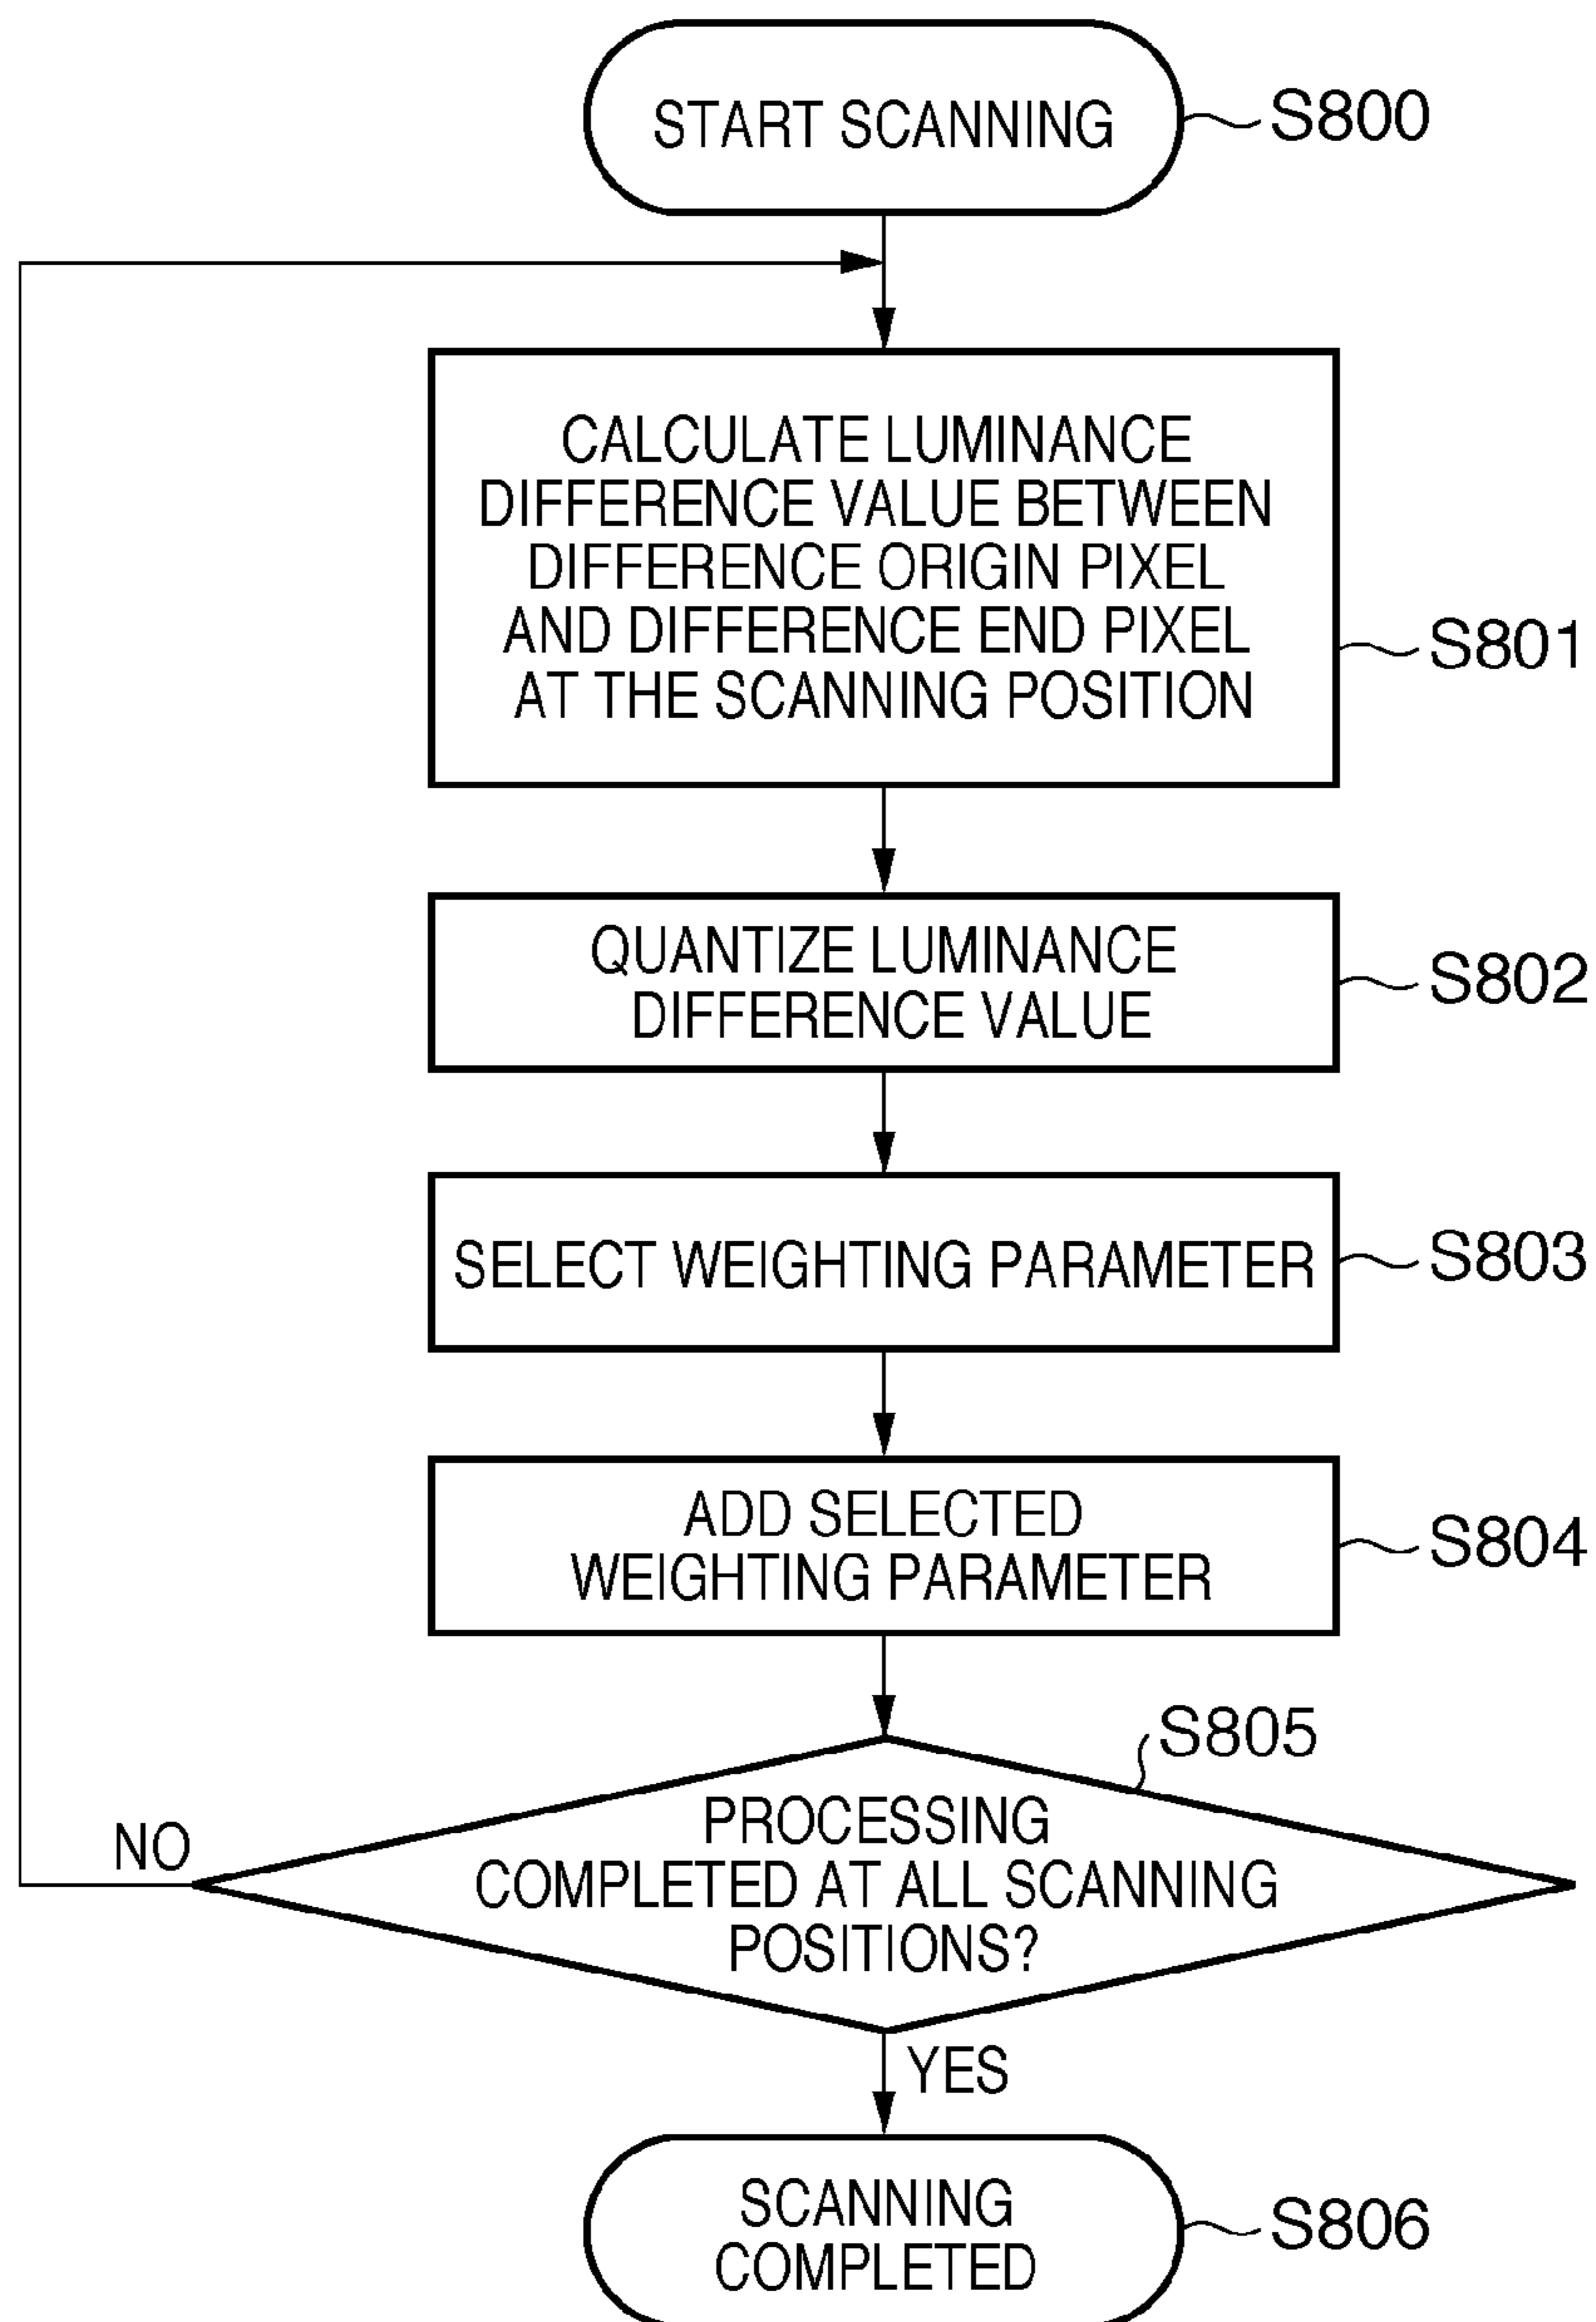 START SCANNING
S800
CALCULATE LUMINANCE
DIFFERENCE VALUE BETWEEN
DIFFERENCE ORIGIN PIXEL
AND DIFFERENCE END PIXEL
AT THE SCANNING POSITION
S801
QUANTIZE LUMINANCE
DIFFERENCE VALUE
S802
SELECT WEIGHTING PARAMETER
S803
ADD SELECTED
WEIGHTING PARAMETER
S804
S805
PROCESSING
COMPLETED AT ALL SCANNING
POSITIONS?
NO
YES
SCANNING
COMPLETED
S806